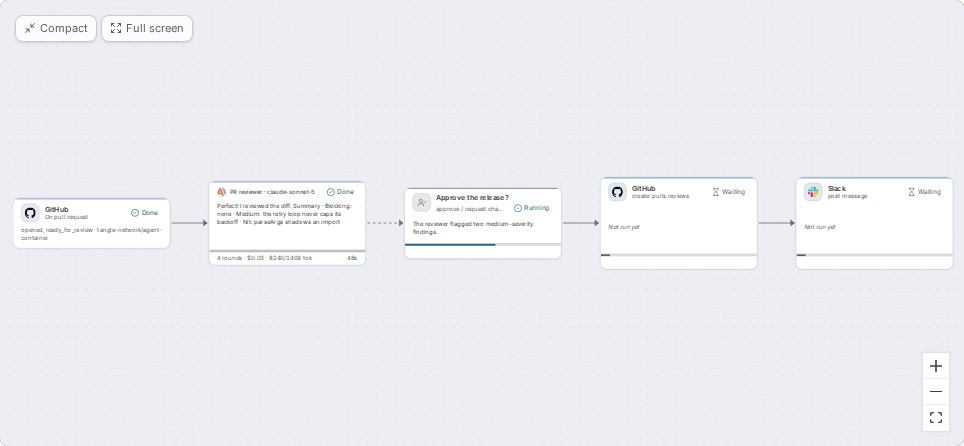 Compact
Full screen
GitHub
On pull request
Done
opened, ready_for_review · tangle-network/agent-
container
PR reviewer · claude-sonnet-5
Done
Perfect! I reviewed the diff. Summary · Blocking:
none · Medium: the retry loop never caps its
backoff · Nit: parseArgs shadows an import
4 rounds · $0.03 · 8240/1409 tok
48s
Approve the release?
approve / request cha...
Running
The reviewer flagged two medium-severity
findings.
GitHub
create pulls.reviews
Waiting
Not run yet
Slack
post message
Waiting
Not run yet